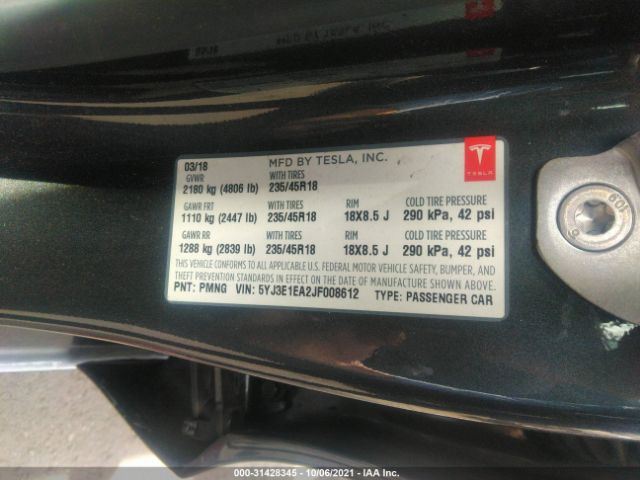 03/18 MFD BY TESLA, INC.
GVWR WITH TIRES
2180 kg (4806 lb) 235/45R18
GAWR FRT WITH TIRES RIM COLD TIRE PRESSURE
1110 kg (2447 lb) 235/45R18 18X8.5 J 290 kPa, 42 psi
GAWR RR WITH TIRES RIM COLD TIRE PRESSURE
1288 kg (2839 lb) 235/45R18 18X8.5 J 290 kPa, 42 psi
THIS VEHICLE CONFORMS TO ALL APPLICABLE U.S. FEDERAL MOTOR VEHICLE SAFETY, BUMPER, AND
THEFT PREVENTION STANDARDS IN EFFECT ON THE DATE OF MANUFACTURE SHOWN ABOVE.
PNT: PMNG VIN: 5YJ3E1EA2JF008612 TYPE: PASSENGER CAR
TESLA
10.9
000-31428345 - 10/06/2021 - IAA Inc.